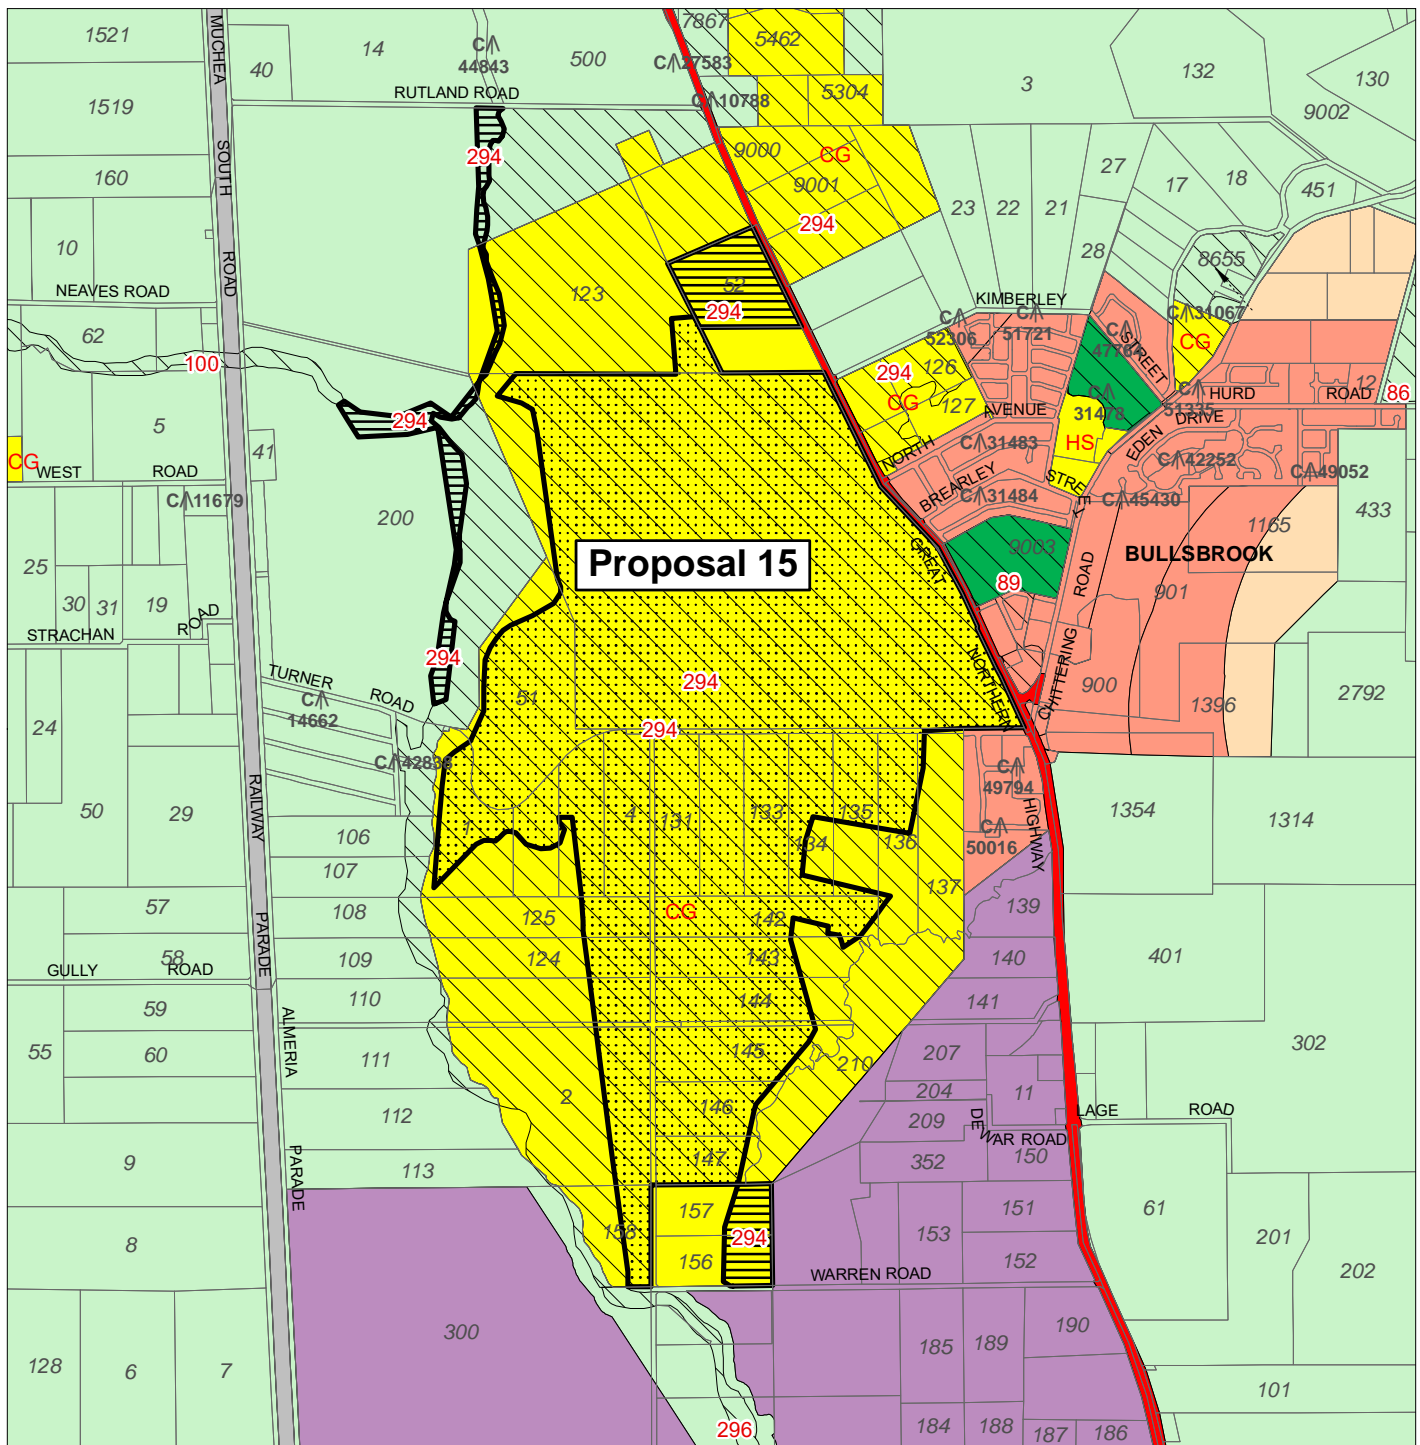 1521
MUCHEA
40
14
C/\
44843
500
7867
C/\27583
5462
3
132
130
9002
1519
RUTLAND ROAD
C/\10788
5304
SOUTH
294
9000
CG
9001
27
17
18
451
160
294
23
22
21
28
8655
10
ROAD
NEAVES ROAD
123
52
294
KIMBERLEY
C/\
52306
C/\
51721
C/\
47784
STREET
C/\31067
CG
62
100
294
126
127
CG
AVENUE
C/\
31478
C/\
51335
HURD
ROAD
12
86
DRIVE
EDEN
5
294
41
CG
WEST
ROAD
NORTH
C/\31483
HS
C/\42252
C/\49052
C/\11679
200
BREARLEY
C/\31484
STREET
C/\45430
433
1165
25
Proposal 15
GREAT
9003
89
BULLSBROOK
901
ROAD
30
31
19
ROAD
STRACHAN
294
TURNER
ROAD
C/\
14662
51
294
294
NORTHERN
CHITTERING
900
1396
2792
24
C/\42838
C/\
49794
50
29
RAILWAY
106
1
4
131
133
135
134
136
C/\
50016
HIGHWAY
1354
1314
107
137
57
PARADE
108
125
CG
142
139
58
GULLY
ROAD
109
124
143
140
401
59
110
144
141
ALMERIA
55
60
111
145
210
207
302
2
146
204
11
112
209
DEWAR ROAD
LAGE
ROAD
9
113
147
352
150
PARADE
157
151
61
8
158
294
153
201
156
152
WARREN ROAD
202
300
190
128
6
7
185
189
101
296
184
188
187
186